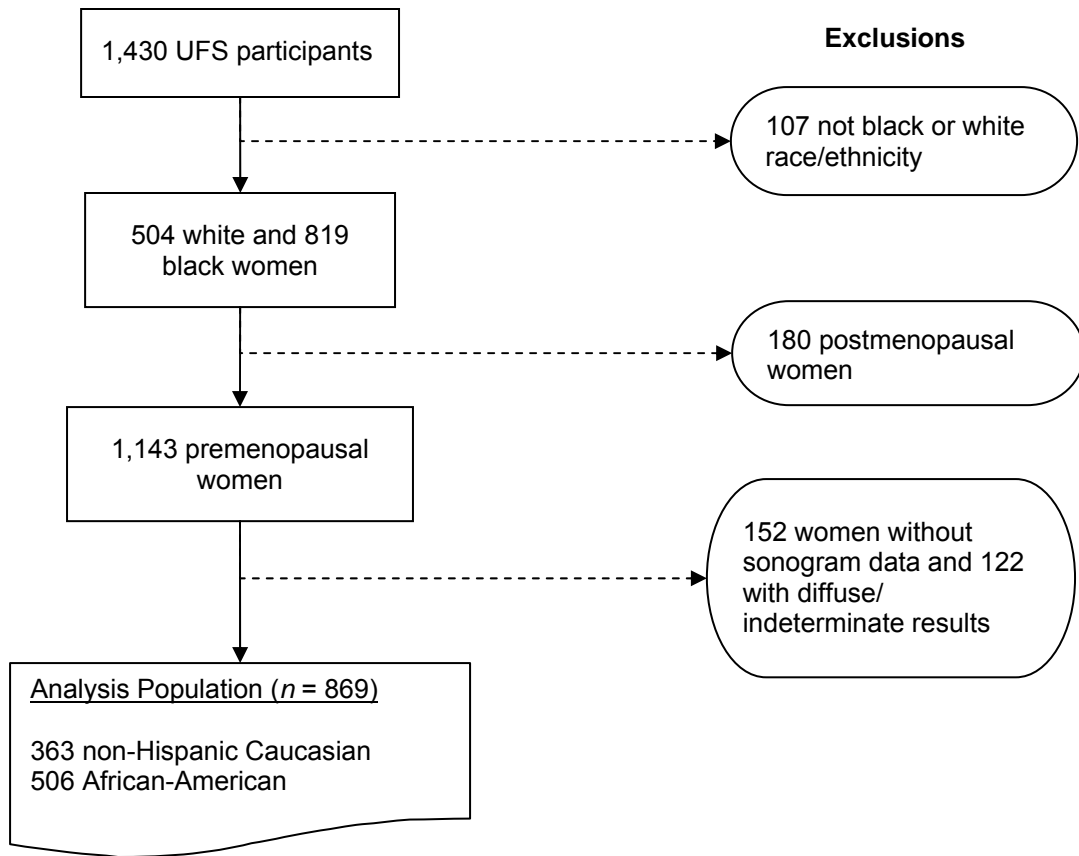 1,430 UFS participants
Exclusions
107 not black or white
race/ethnicity
504 white and 819
black women
180 postmenopausal
women
1,143 premenopausal
women
152 women without
sonogram data and 122
with diffuse/
indeterminate results
Analysis Population (n = 869)
363 non-Hispanic Caucasian
506 African-American